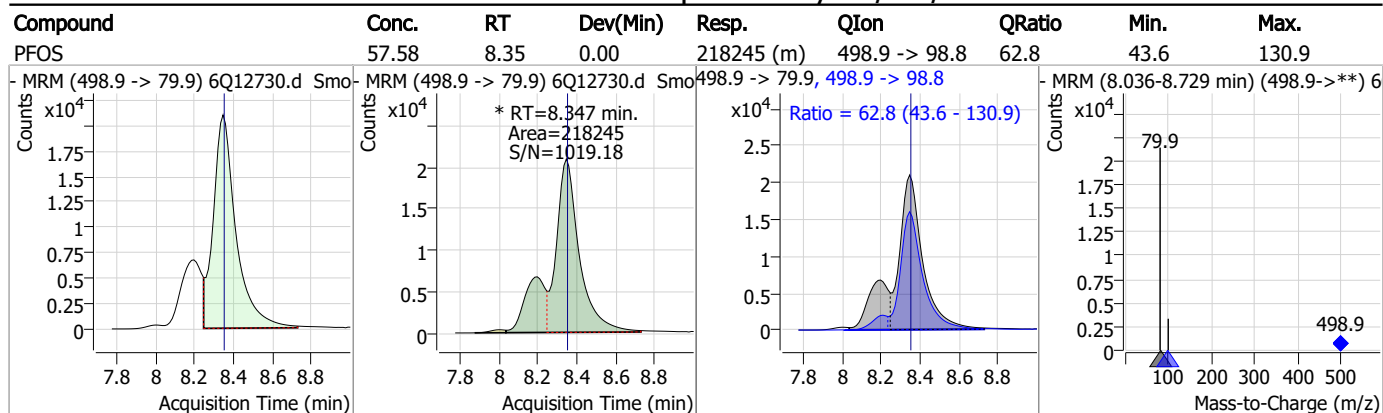 Compound Conc. RT Dev(Min) Resp. QIon QRatio Min. Max.
PFOS 57.58 8.35 0.00 218245 (m) 498.9 -> 98.8 62.8 43.6 130.9
- MRM (498.9 -> 79.9) 6Q12730.d Smo
Counts
x10⁴
1.75
1.5
1.25
1
0.75
0.5
0.25
0
7.8 8 8.2 8.4 8.6 8.8
Acquisition Time (min)
- MRM (498.9 -> 79.9) 6Q12730.d Smo
Counts
x10⁴
* RT=8.347 min.
Area=218245
S/N=1019.18
2
1.5
1
0.5
0
7.8 8 8.2 8.4 8.6 8.8
Acquisition Time (min)
498.9 -> 79.9, 498.9 -> 98.8
Counts
x10⁴
Ratio = 62.8 (43.6 - 130.9)
2.5
2
1.5
1
0.5
0
7.8 8 8.2 8.4 8.6 8.8
Acquisition Time (min)
- MRM (8.036-8.729 min) (498.9->**) 6
Counts
x10⁴
79.9
2
1.75
1.5
1.25
1
0.75
0.5
0.25
0
498.9
100 200 300 400 500
Mass-to-Charge (m/z)